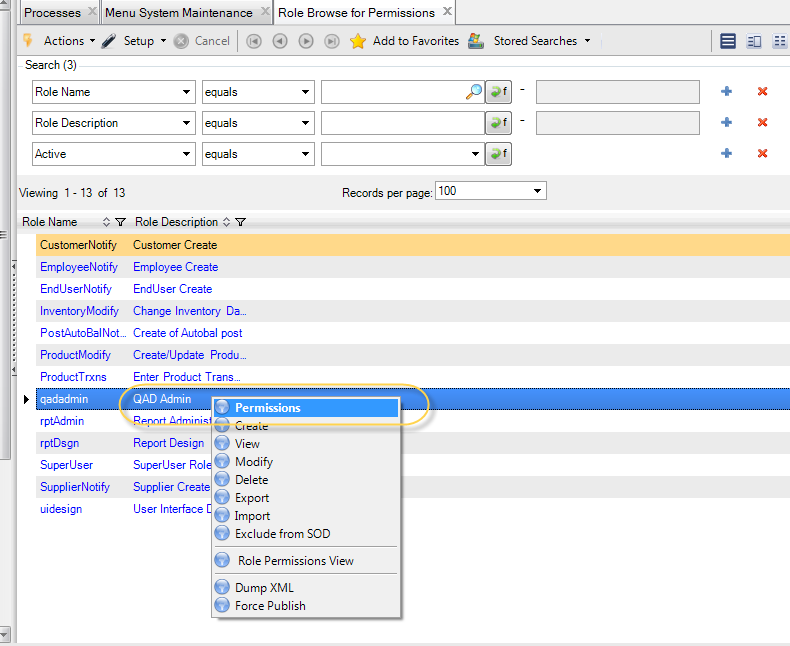 Processes Menu System Maintenance Role Browse for Permissions
Actions Setup Cancel Add to Favorites Stored Searches
Search (3)
Role Name equals f -
Role Description equals f -
Active equals f
Viewing 1 - 13 of 13 Records per page: 100
Role Name Role Description
CustomerNotify Customer Create
EmployeeNotify Employee Create
EndUserNotify EndUser Create
InventoryModify Change Inventory Da...
PostAutoBalNot... Create of Autobal post
ProductModify Create/Update Produ...
ProductTrxns Enter Product Trans...
qadadmin QAD Admin
Permissions
rptAdmin Report Administ
Create
rptDsgn Report Design
View
SuperUser SuperUser Role
Modify
SupplierNotify Supplier Create
Delete
uidesign User Interface D
Export
Import
Exclude from SOD
Role Permissions View
Dump XML
Force Publish